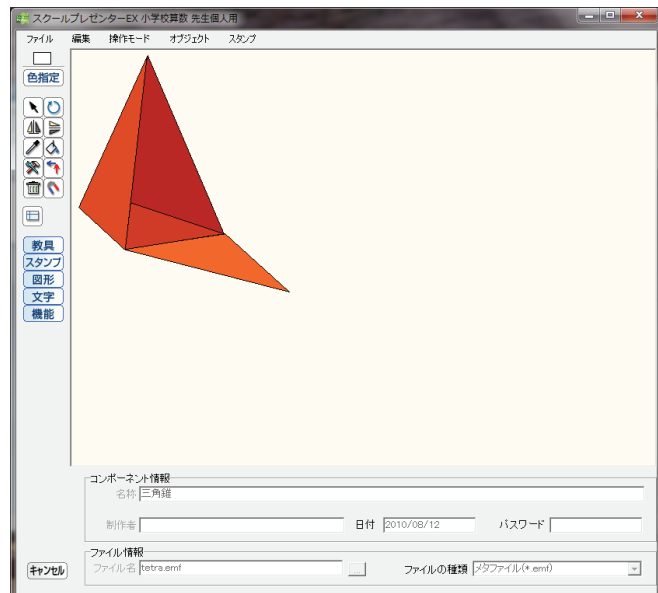 スクールプレゼンターEX 小学校算数 先生個人用
ファイル 編集 操作モード オブジェクト スタンプ
色指定
教具
スタンプ
図形
文字
機能
コンポーネント情報
名称 三角錐
制作者 日付 2010/08/12 パスワード
ファイル情報
キャンセル ファイル名 tetra.emf ... ファイルの種類 メタファイル(*.emf)